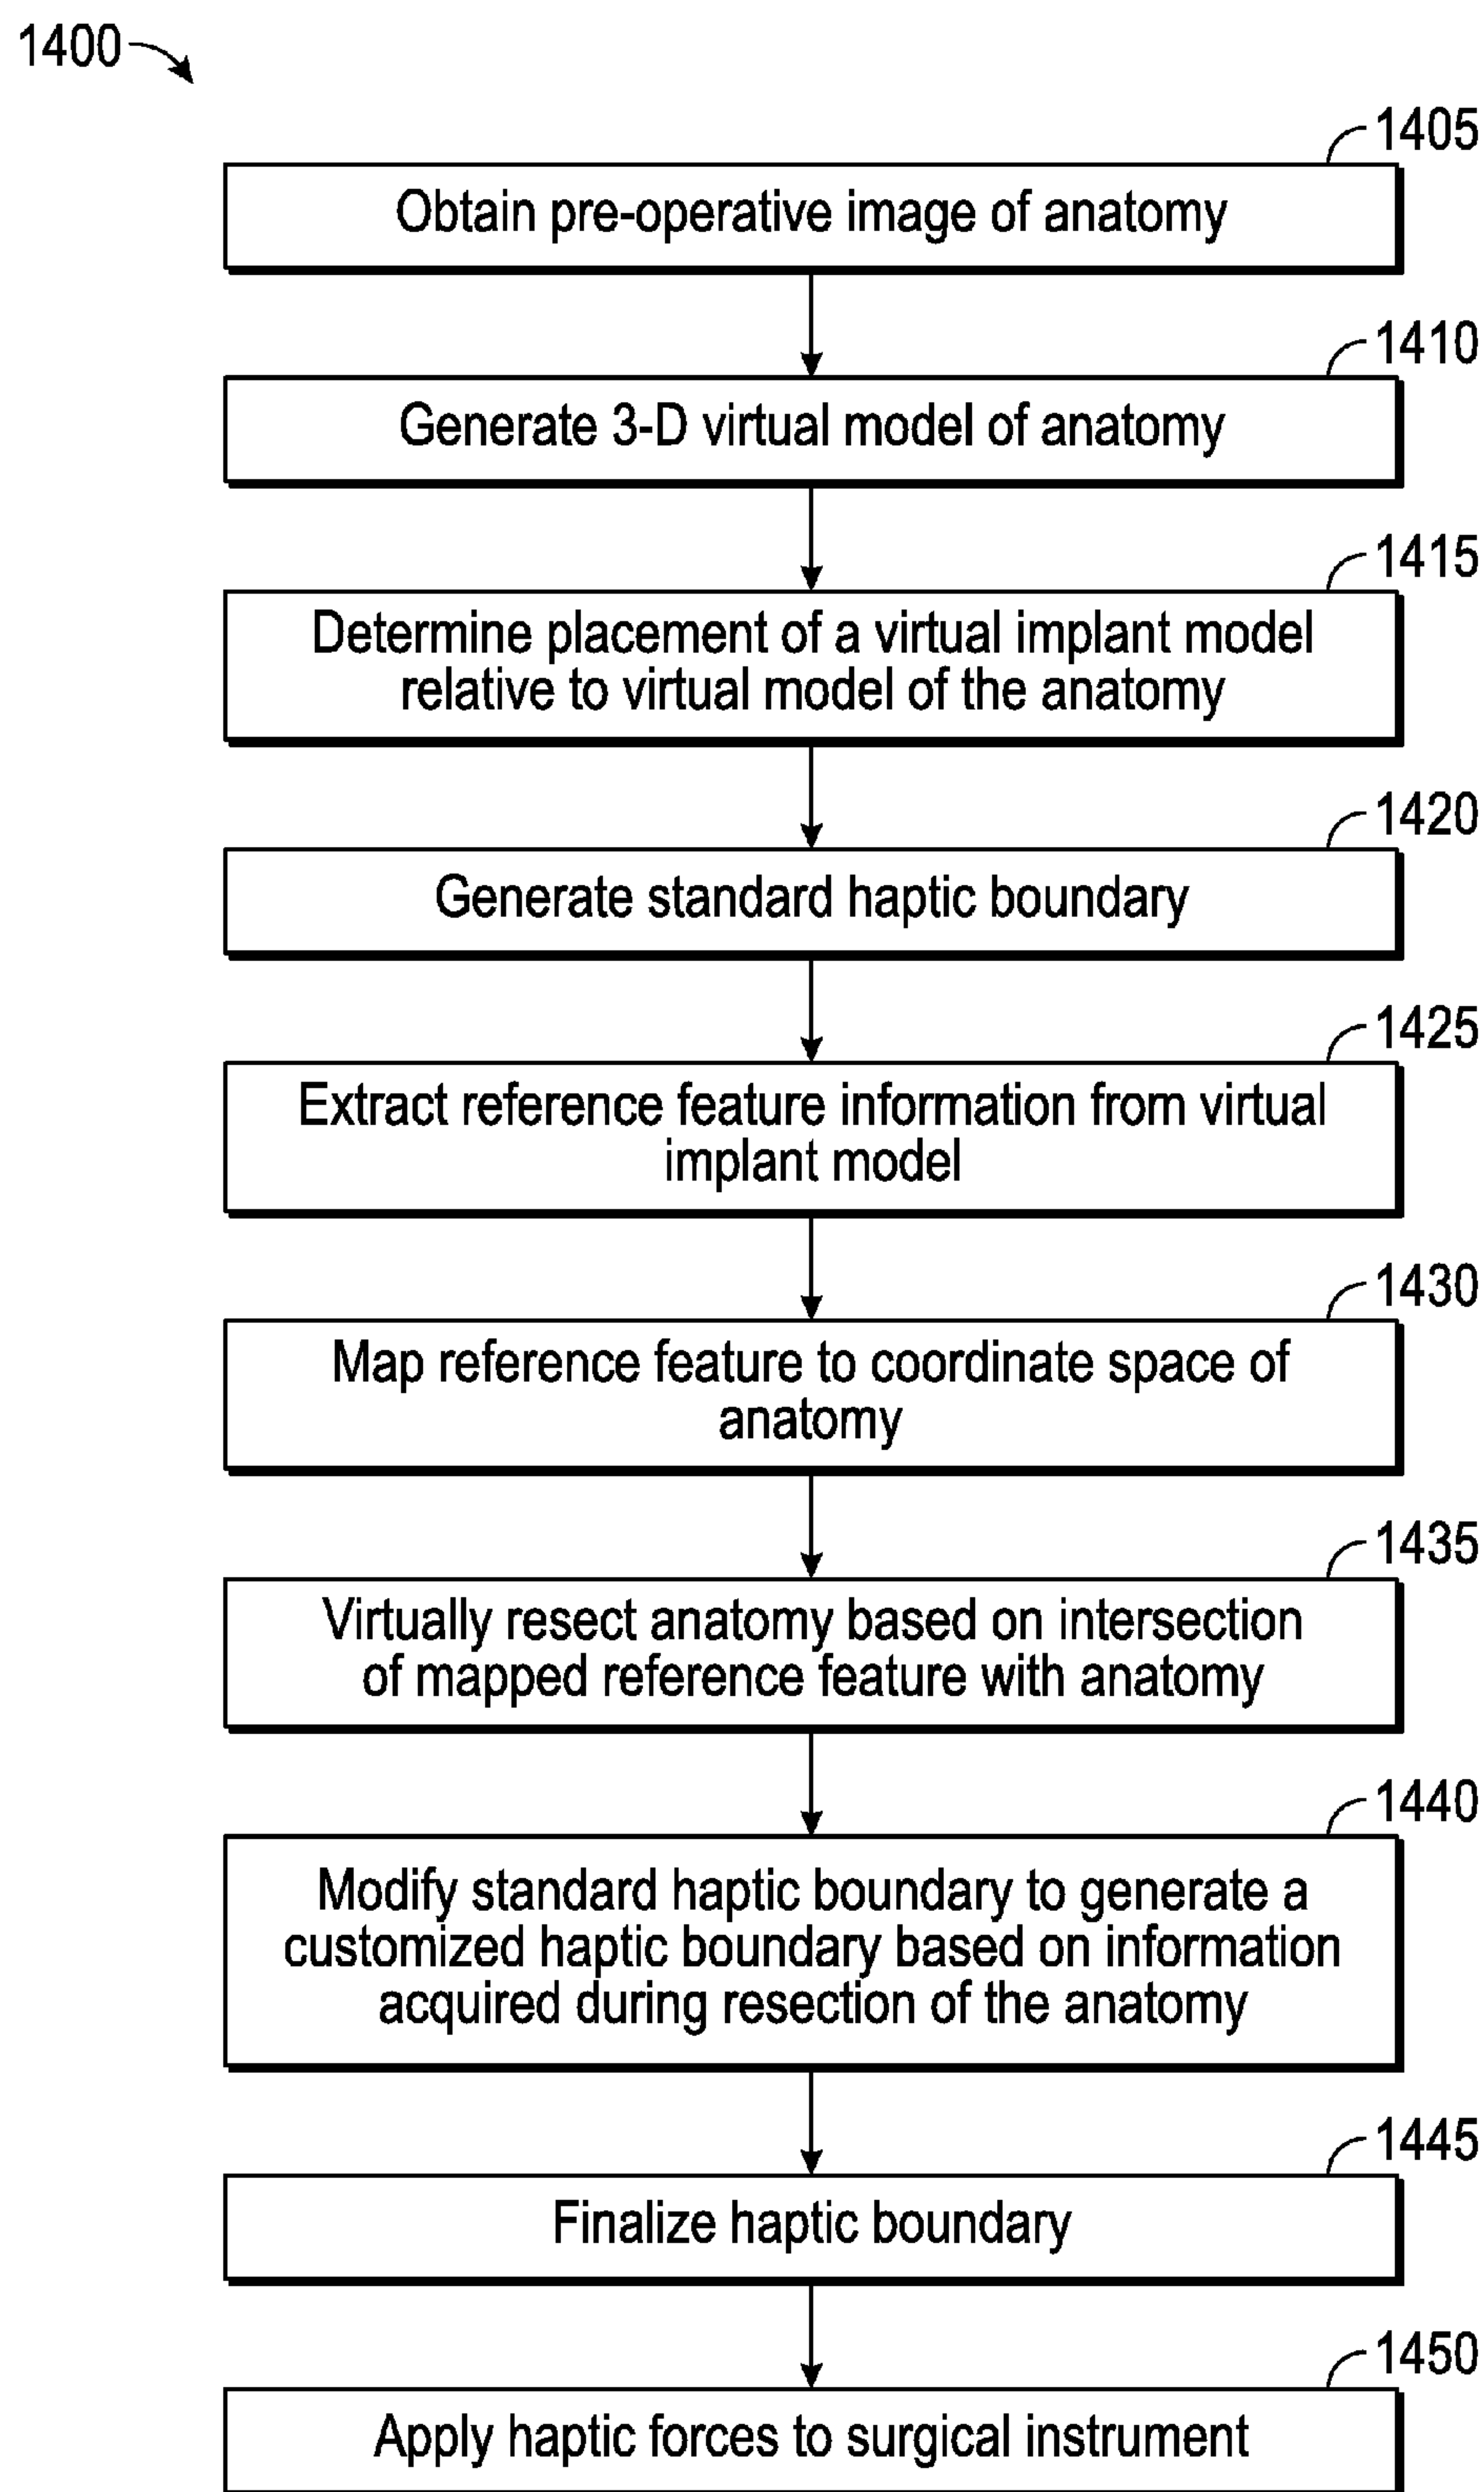 1400
1405
Obtain pre-operative image of anatomy
1410
Generate 3-D virtual model of anatomy
1415
Determine placement of a virtual implant model
relative to virtual model of the anatomy
1420
Generate standard haptic boundary
1425
Extract reference feature information from virtual
implant model
1430
Map reference feature to coordinate space of
anatomy
1435
Virtually resect anatomy based on intersection
of mapped reference feature with anatomy
1440
Modify standard haptic boundary to generate a
customized haptic boundary based on information
acquired during resection of the anatomy
1445
Finalize haptic boundary
1450
Apply haptic forces to surgical instrument